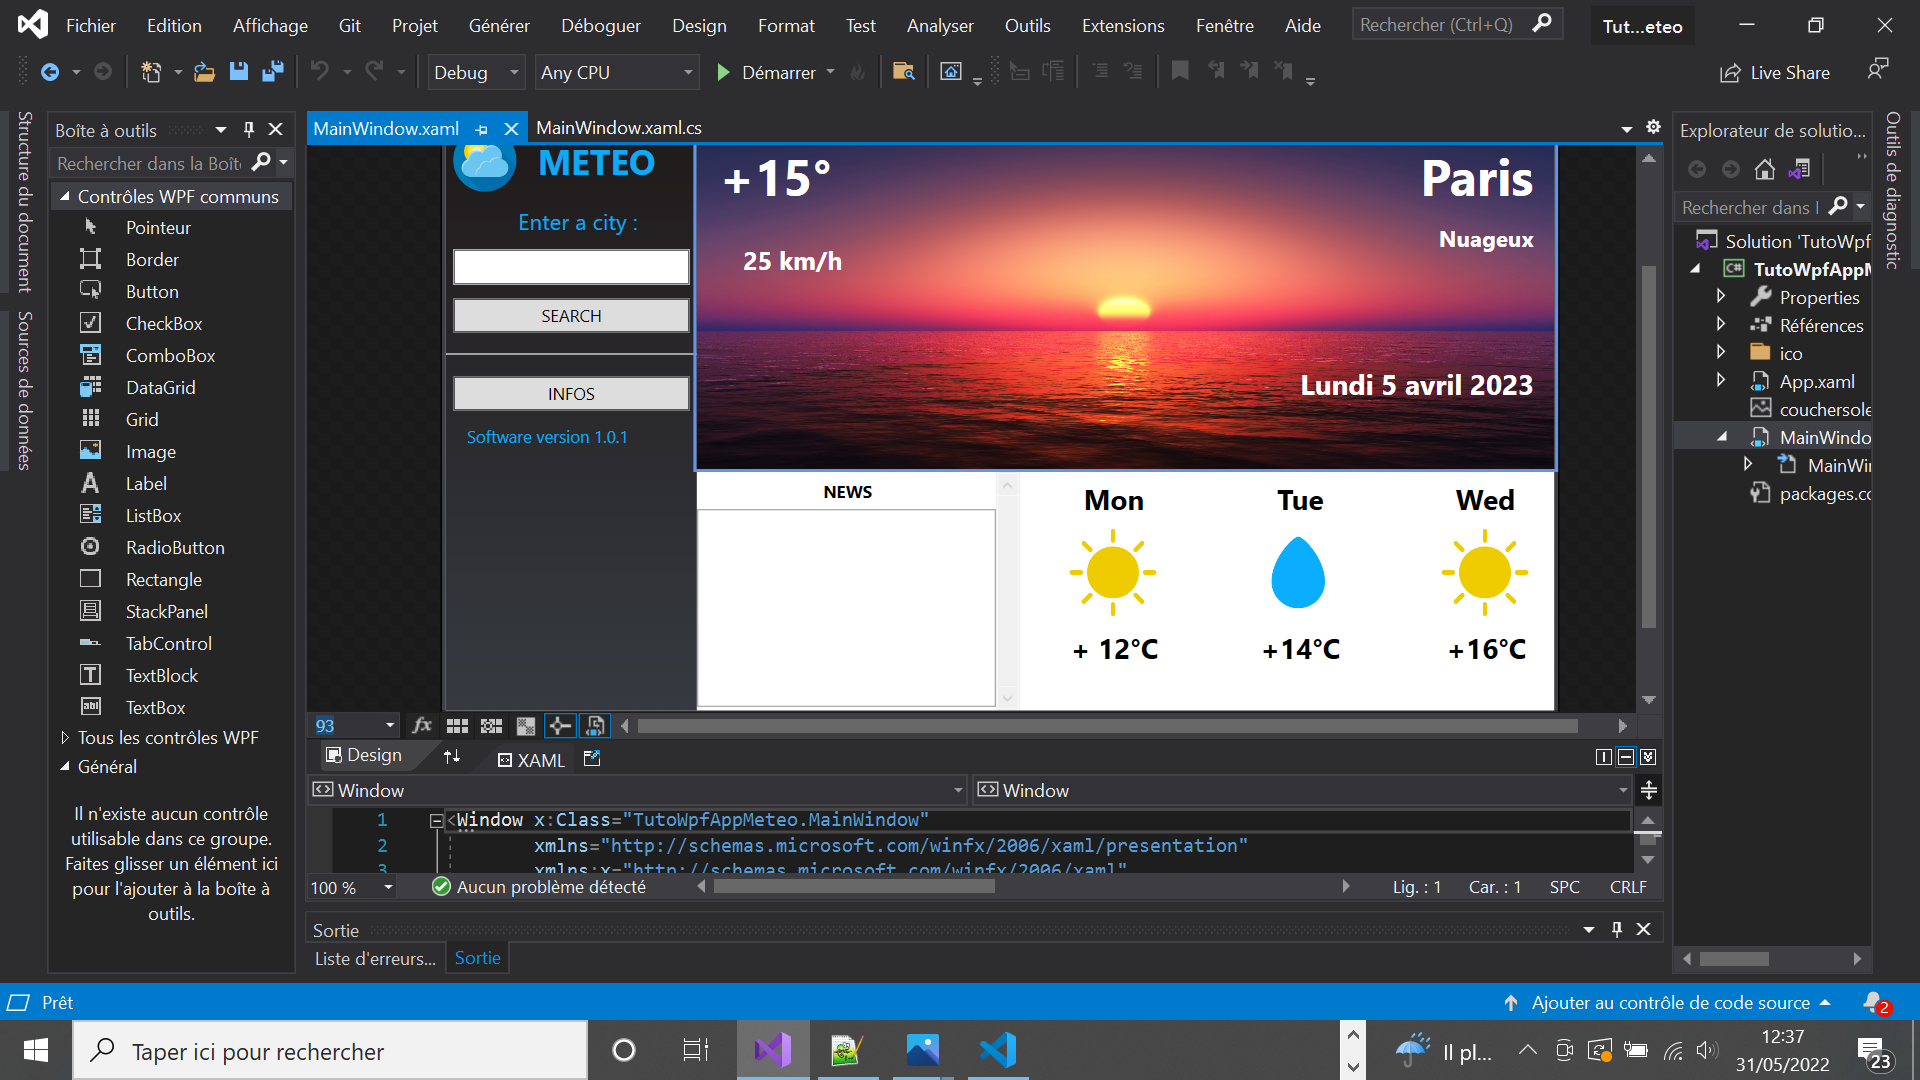 Fichier Edition Affichage Git Projet Générer Déboguer Design Format Test Analyser Outils Extensions Fenêtre Aide Rechercher (Ctrl+Q) Tut...eteo
Debug Any CPU Démarrer Live Share
Structure du document
Sources de données
Boîte à outils
Rechercher dans la Boît
Contrôles WPF communs
Pointeur
Border
Button
CheckBox
ComboBox
DataGrid
Grid
Image
Label
ListBox
RadioButton
Rectangle
StackPanel
TabControl
TextBlock
TextBox
Tous les contrôles WPF
Général
Il n'existe aucun contrôle
utilisable dans ce groupe.
Faites glisser un élément ici
pour l'ajouter à la boîte à
outils.
MainWindow.xaml MainWindow.xaml.cs
METEO
Enter a city :
SEARCH
INFOS
Software version 1.0.1
+15°
Paris
Nuageux
25 km/h
Lundi 5 avril 2023
NEWS
Mon Tue Wed
+ 12°C +14°C +16°C
93 fx
Design XAML
Window Window
1 <Window x:Class="TutoWpfAppMeteo.MainWindow"
2 xmlns="http://schemas.microsoft.com/winfx/2006/xaml/presentation"
3 xmlns:x="http://schemas.microsoft.com/winfx/2006/xaml"
100 % Aucun problème détecté Lig. : 1 Car. : 1 SPC CRLF
Sortie
Liste d'erreurs... Sortie
Explorateur de solutio...
Rechercher dans l
Solution 'TutoWpf
C# TutoWpfAppM
Properties
Références
ico
App.xaml
couchersole
MainWindo
MainWin
packages.co
Outils de diagnostic
Prêt Ajouter au contrôle de code source 2
Taper ici pour rechercher Il pl... 12:37
31/05/2022 23